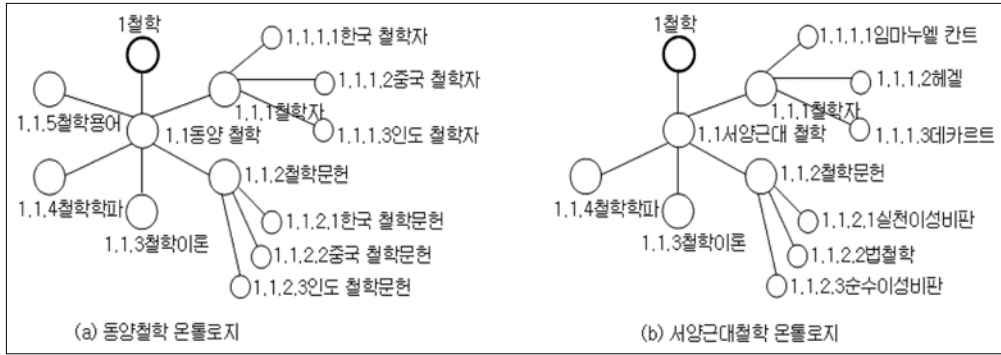 1철학
1.1.1.1한국 철학자
1.1.1.2중국 철학자
1.1.1철학자
1.1.1.3인도 철학자
1.1.5철학용어
1.1동양 철학
1.1.2철학문헌
1.1.4철학학파
1.1.2.1한국 철학문헌
1.1.3철학이론
1.1.2.2중국 철학문헌
1.1.2.3인도 철학문헌
(a) 동양철학 온톨로지
1철학
1.1.1.1임마누엘 칸트
1.1.1.2헤겔
1.1.1철학자
1.1.1.3데카르트
1.1서양근대 철학
1.1.2철학문헌
1.1.4철학학파
1.1.2.1실천이성비판
1.1.3철학이론
1.1.2.2법철학
1.1.2.3순수이성비판
(b) 서양근대철학 온톨로지